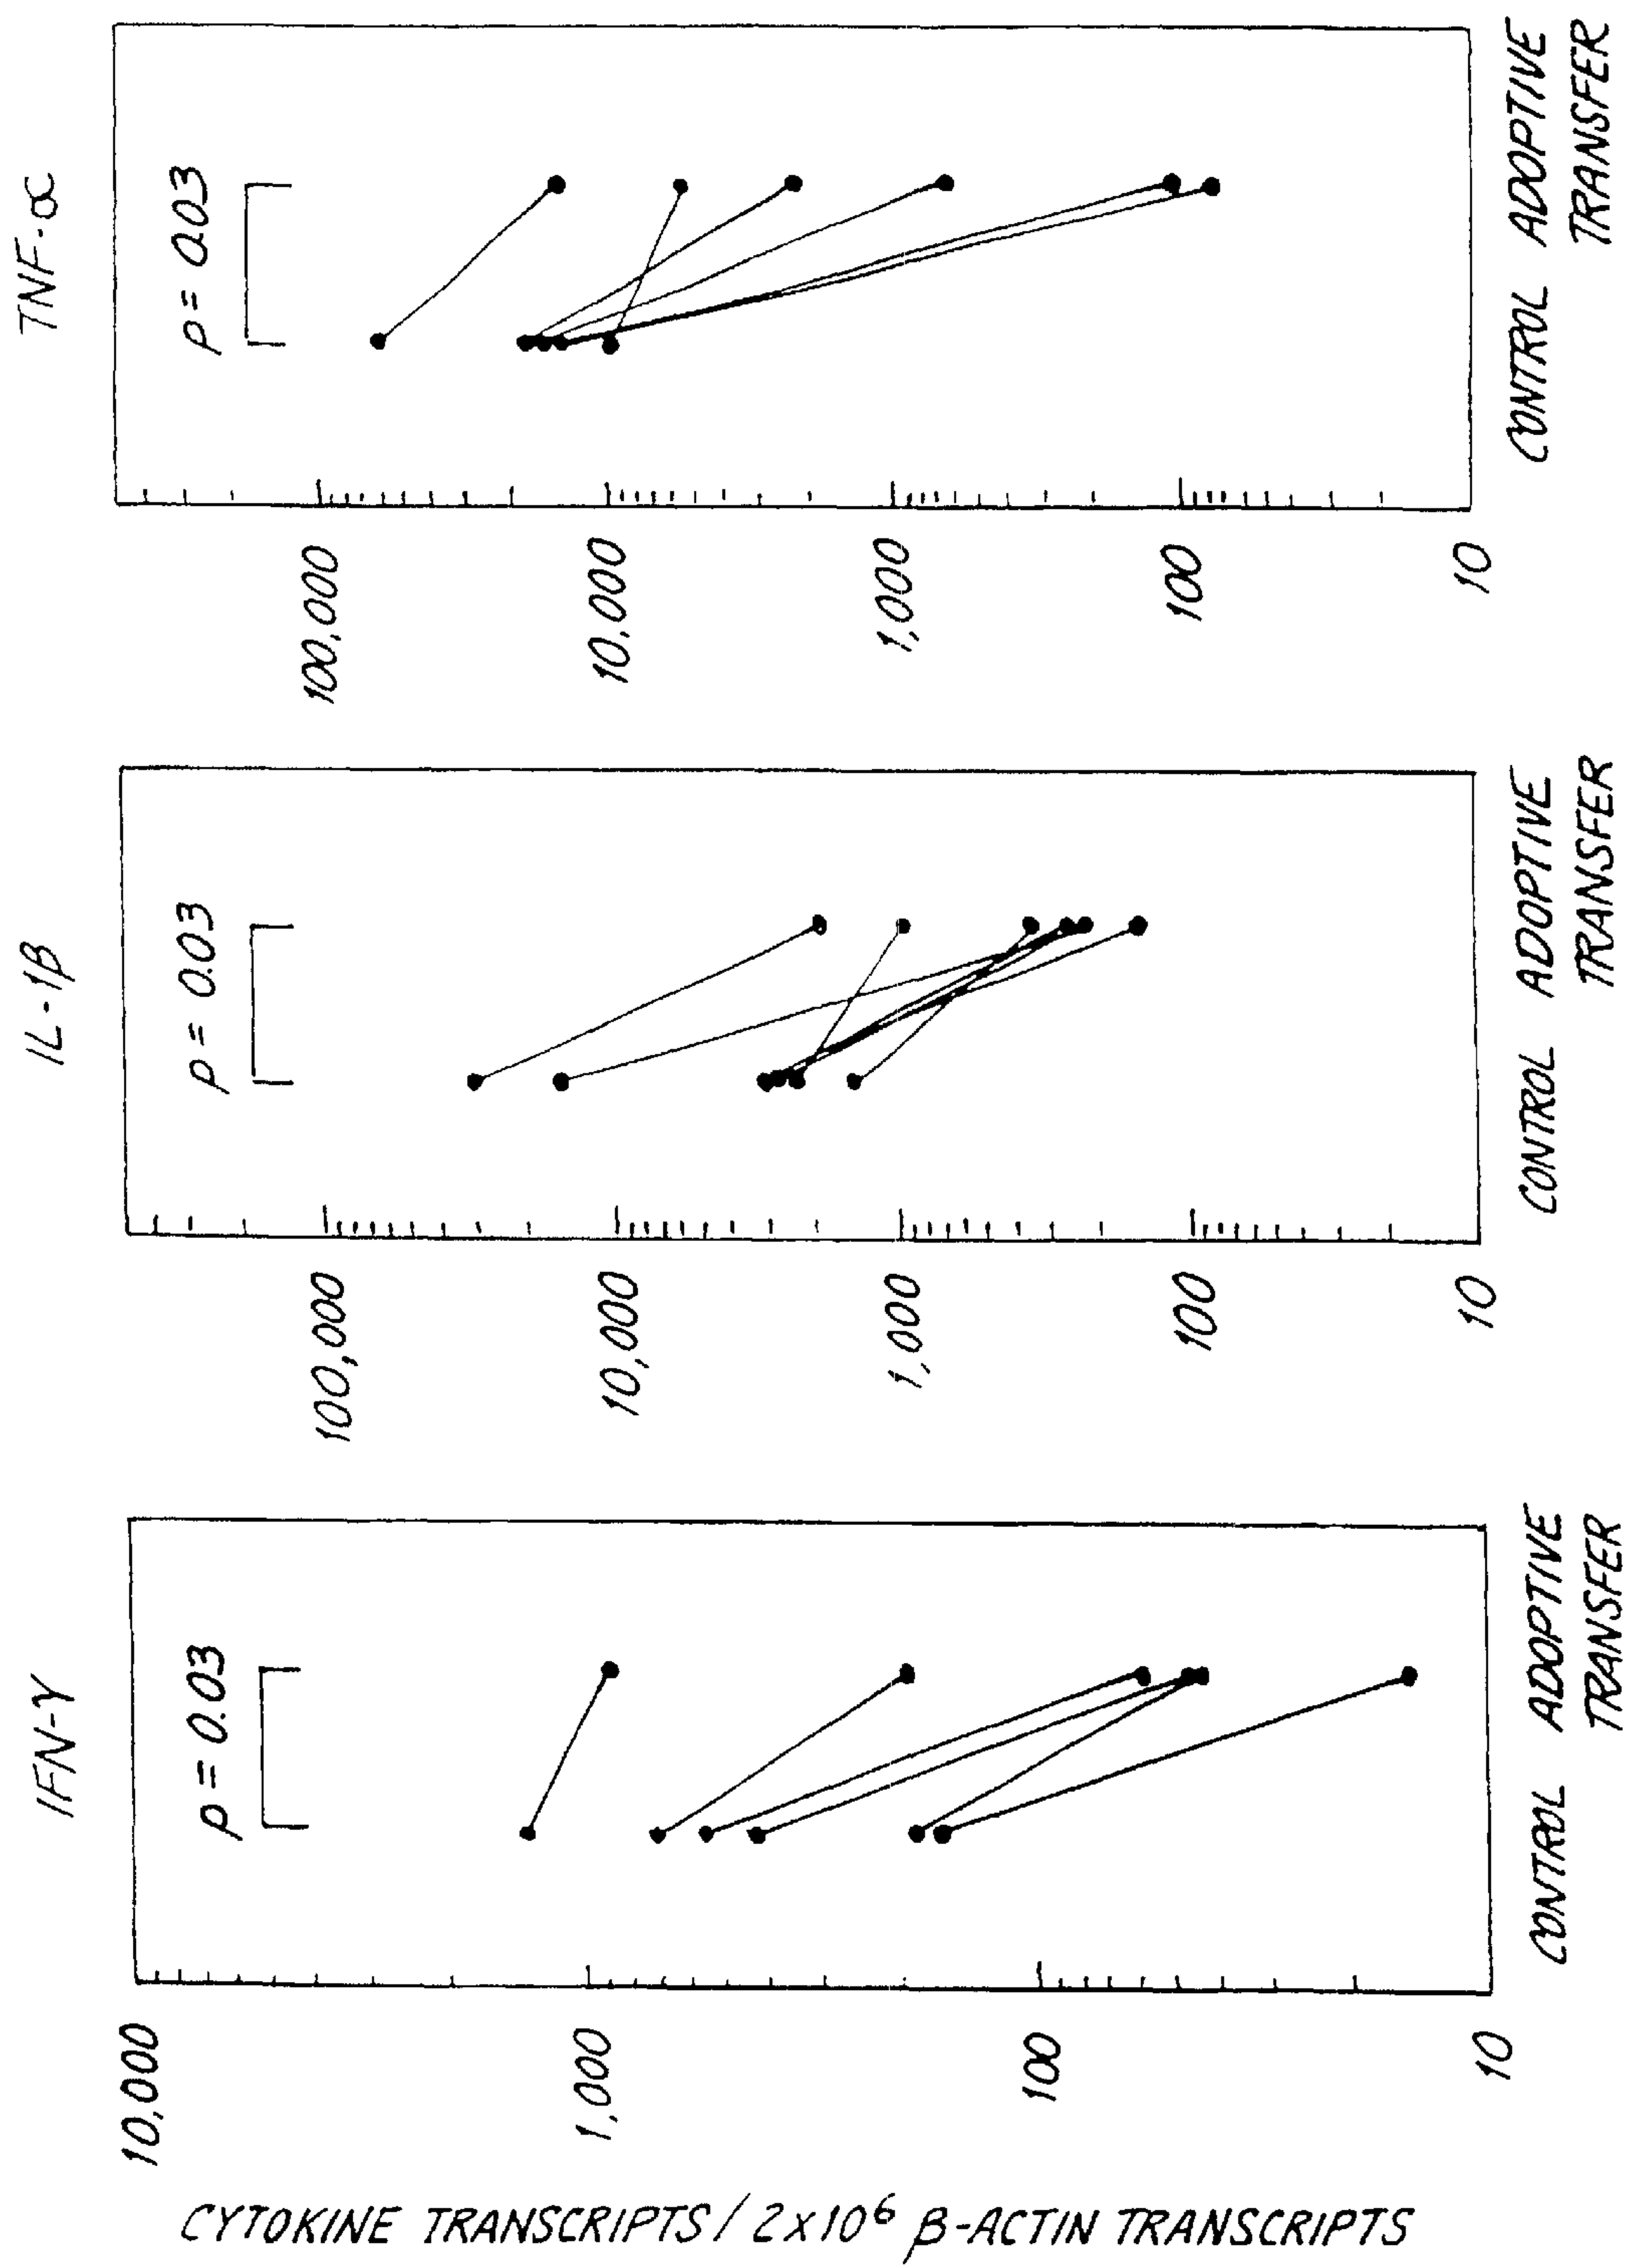 CYTOKINE TRANSCRIPTS / 2x10⁶ β-ACTIN TRANSCRIPTS
IFN-γ
p = 0.03
10,000
1,000
100
10
CONTROL ADOPTIVE
TRANSFER
IL-1β
p = 0.03
100,000
10,000
1,000
100
10
CONTROL ADOPTIVE
TRANSFER
TNF-α
p = 0.03
100,000
10,000
1,000
100
10
CONTROL ADOPTIVE
TRANSFER